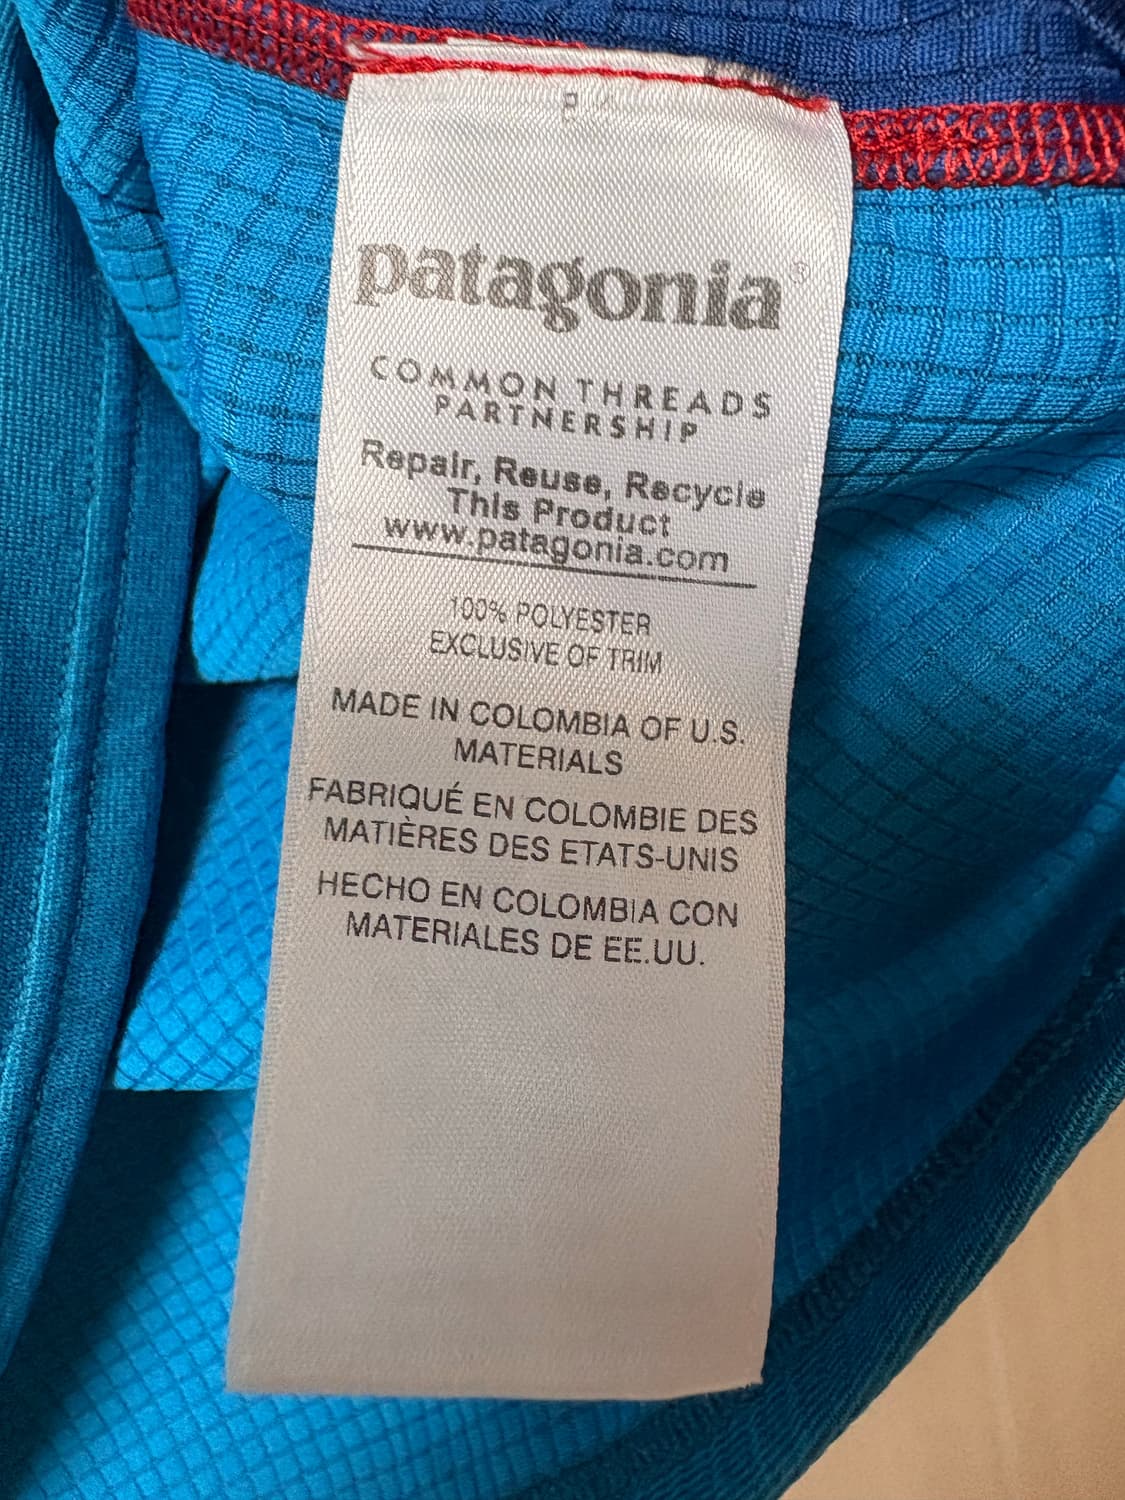 patagonia®
COMMON THREADS
PARTNERSHIP
Repair, Reuse, Recycle
This Product
www.patagonia.com
100% POLYESTER
EXCLUSIVE OF TRIM
MADE IN COLOMBIA OF U.S.
MATERIALS
FABRIQUÉ EN COLOMBIE DES
MATIÈRES DES ETATS-UNIS
HECHO EN COLOMBIA CON
MATERIALES DE EE.UU.